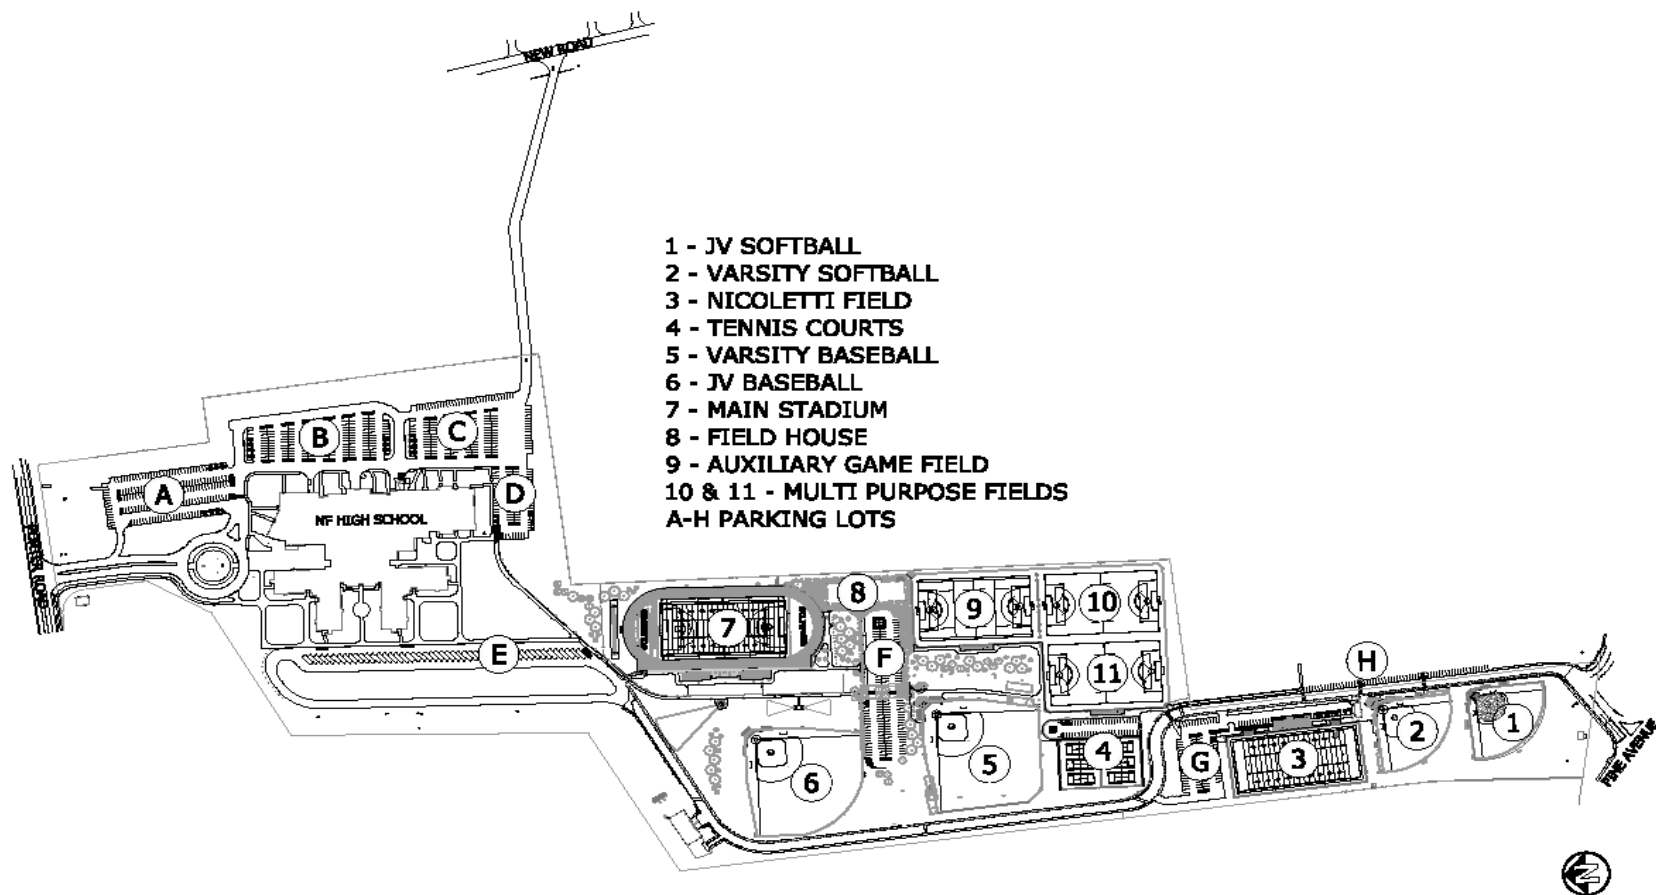 NEW ROAD
1 - JV SOFTBALL
2 - VARSITY SOFTBALL
3 - NICOLETTI FIELD
4 - TENNIS COURTS
5 - VARSITY BASEBALL
6 - JV BASEBALL
7 - MAIN STADIUM
8 - FIELD HOUSE
9 - AUXILIARY GAME FIELD
10 & 11 - MULTI PURPOSE FIELDS
A-H PARKING LOTS
B
C
A
D
NF HIGH SCHOOL
PORTER ROAD
8
9
10
7
E
F
11
H
2
1
PINE AVENUE
6
5
4
G
3
N